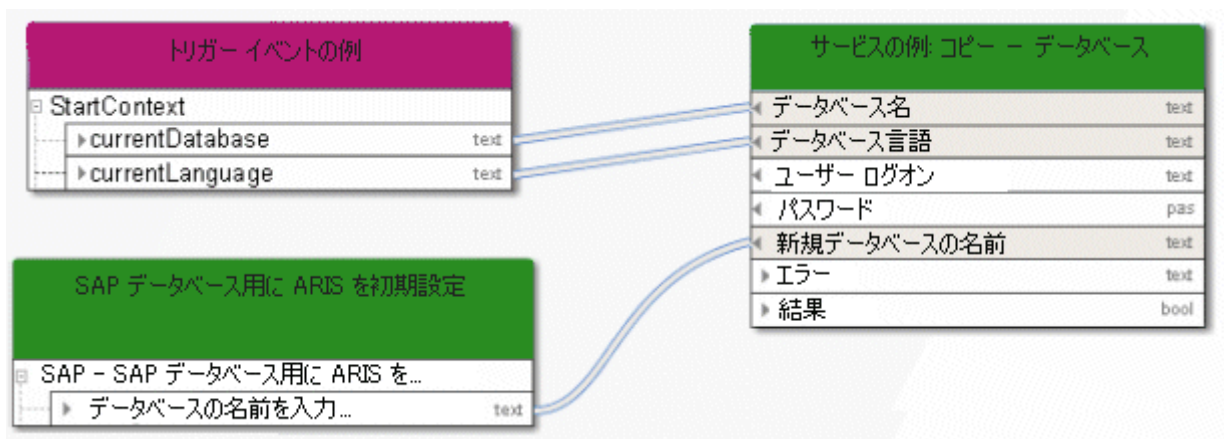 トリガー イベントの例
StartContext
currentDatabase text
currentLanguage text
SAP データベース用に ARIS を初期設定
SAP - SAP データベース用に ARIS を...
データベースの名前を入力... text
サービスの例: コピー - データベース
データベース名 text
データベース言語 text
ユーザー ログオン text
パスワード pas
新規データベースの名前 text
エラー text
結果 bool